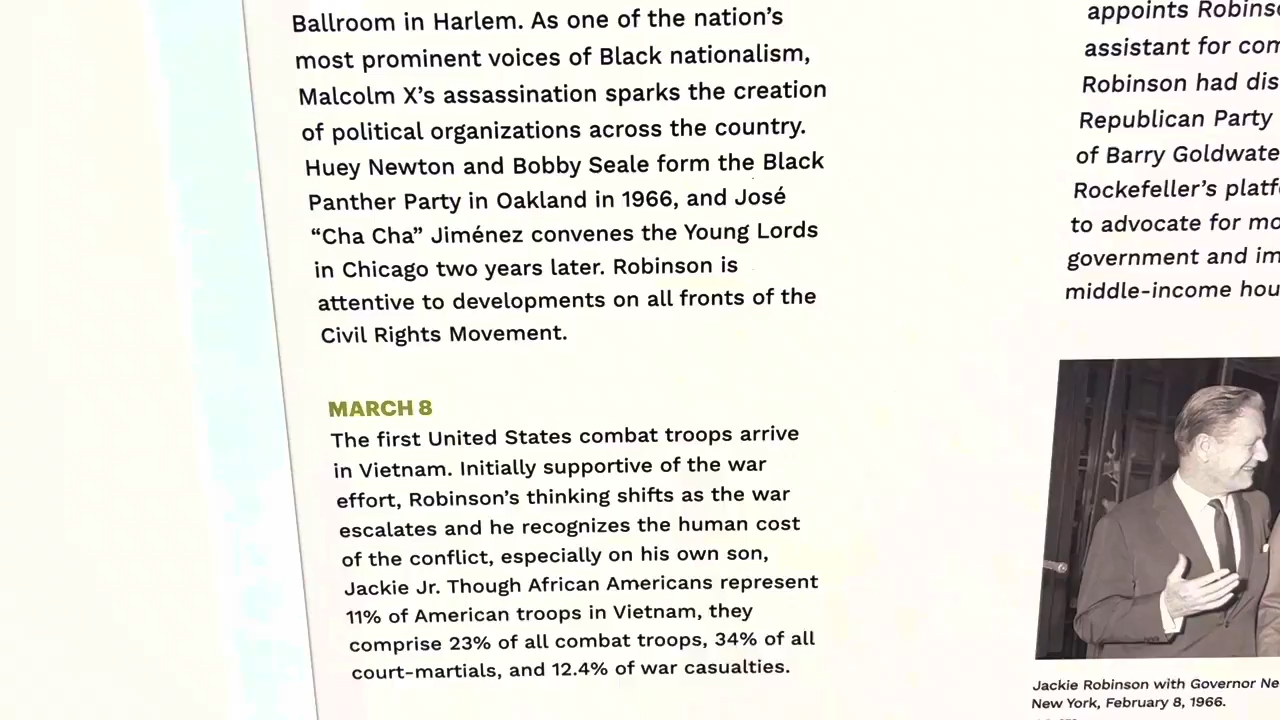 Ballroom in Harlem. As one of the nation’s
most prominent voices of Black nationalism,
Malcolm X’s assassination sparks the creation
of political organizations across the country.
Huey Newton and Bobby Seale form the Black
Panther Party in Oakland in 1966, and José
“Cha Cha” Jiménez convenes the Young Lords
in Chicago two years later. Robinson is
attentive to developments on all fronts of the
Civil Rights Movement.
MARCH 8
The first United States combat troops arrive
in Vietnam. Initially supportive of the war
effort, Robinson’s thinking shifts as the war
escalates and he recognizes the human cost
of the conflict, especially on his own son,
Jackie Jr. Though African Americans represent
11% of American troops in Vietnam, they
comprise 23% of all combat troops, 34% of all
court-martials, and 12.4% of war casualties.
appoints
assistant for
Robinson had
Republican Party
of Barry
Rockefeller’s
to advocate for
government and
middle-income
Jackie Robinson with Governor
New York, February 8, 1966.